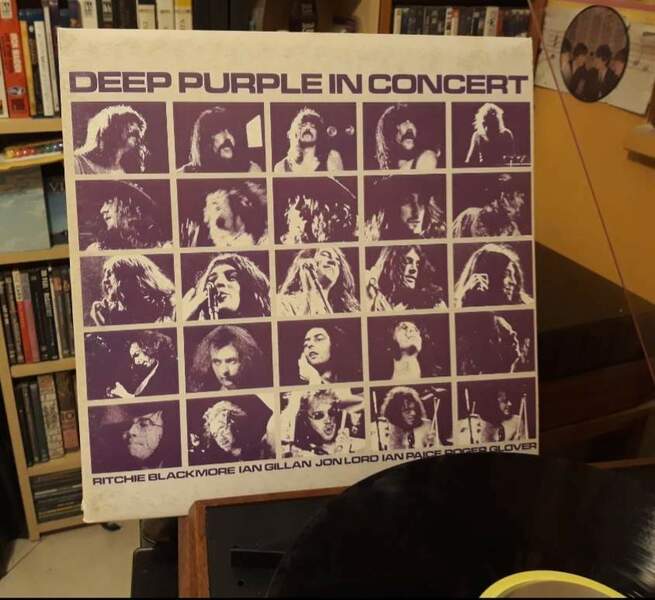 DEEP PURPLE IN CONCERT
RITCHIE BLACKMORE IAN GILLAN JON LORD IAN PAICE ROGER GLOVER